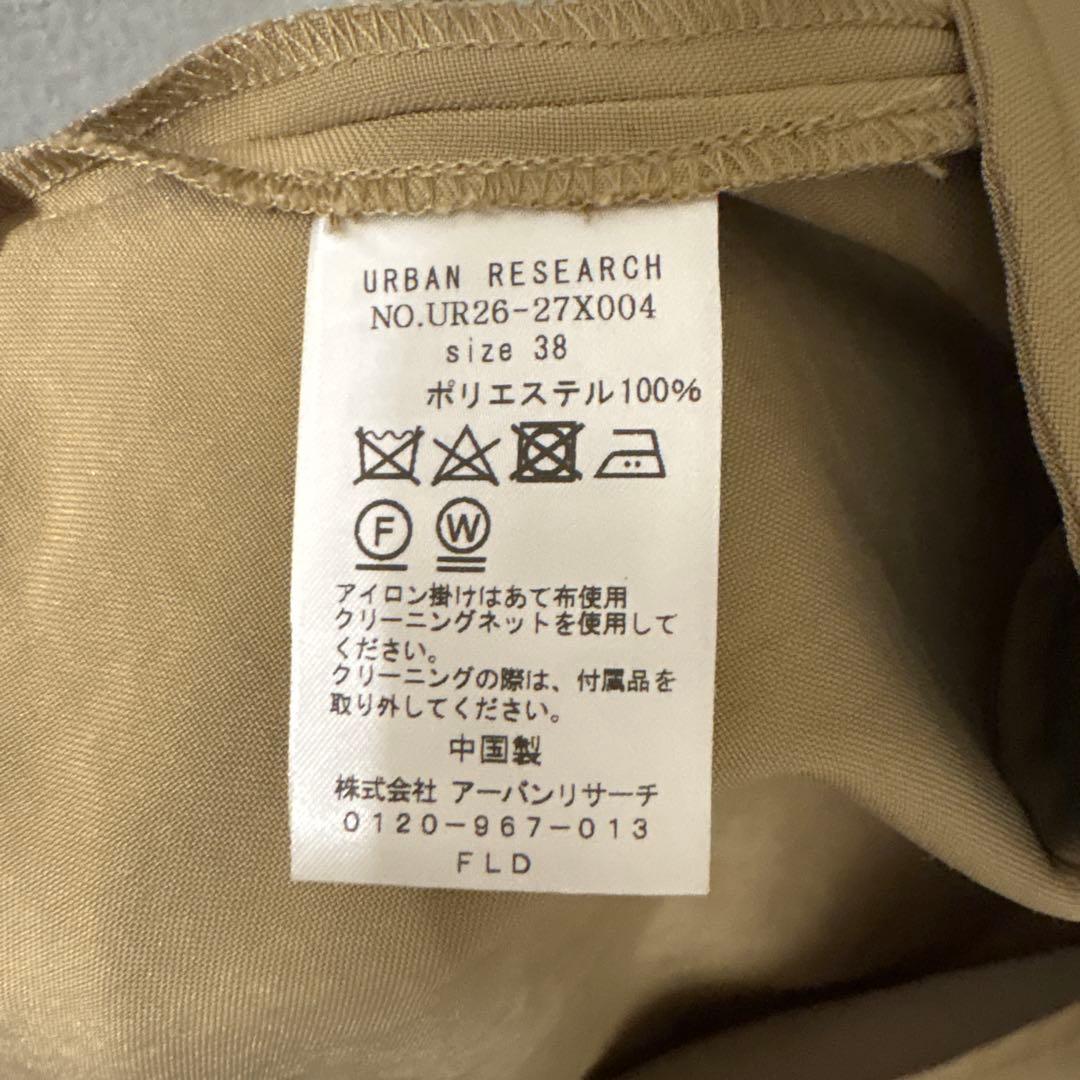 URBAN RESEARCH
NO.UR26-27X004
size 38
ポリエステル100%
F W
アイロン掛けはあて布使用
クリーニングネットを使用して
ください。
クリーニングの際は、付属品を
取り外してください。
中国製
株式会社 アーバンリサーチ
0120-967-013
FLD